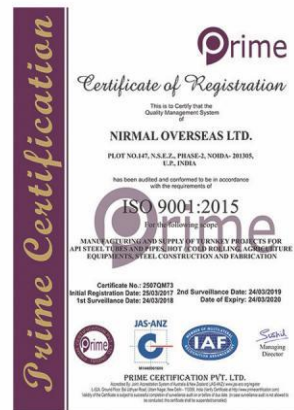 Prime Certification
Prime
Certificate of Registration
This is to Certify that the
Quality Management System
of
NIRMAL OVERSEAS LTD.
PLOT NO.147, N.S.E.Z., PHASE-2, NOIDA- 201305,
U.P., INDIA
has been audited and conformed to be in accordance
with the requirements of
ISO 9001:2015
For the following scope
Prime
MANUFACTURING AND SUPPLY OF TURNKEY PROJECTS FOR
API STEEL TUBES AND PIPES, HOT / COLD ROLLING, AGRICULTURE
EQUIPMENTS, STEEL CONSTRUCTION AND FABRICATION
Certificate No.: 2507QM73
Initial Registration Date: 25/03/2017 2nd Surveillance Date: 24/03/2019
1st Surveillance Date: 24/03/2018 Date of Expiry: 24/03/2020
JAS-ANZ
Prime
IAF
Managing
Director
PRIME CERTIFICATION PVT. LTD.